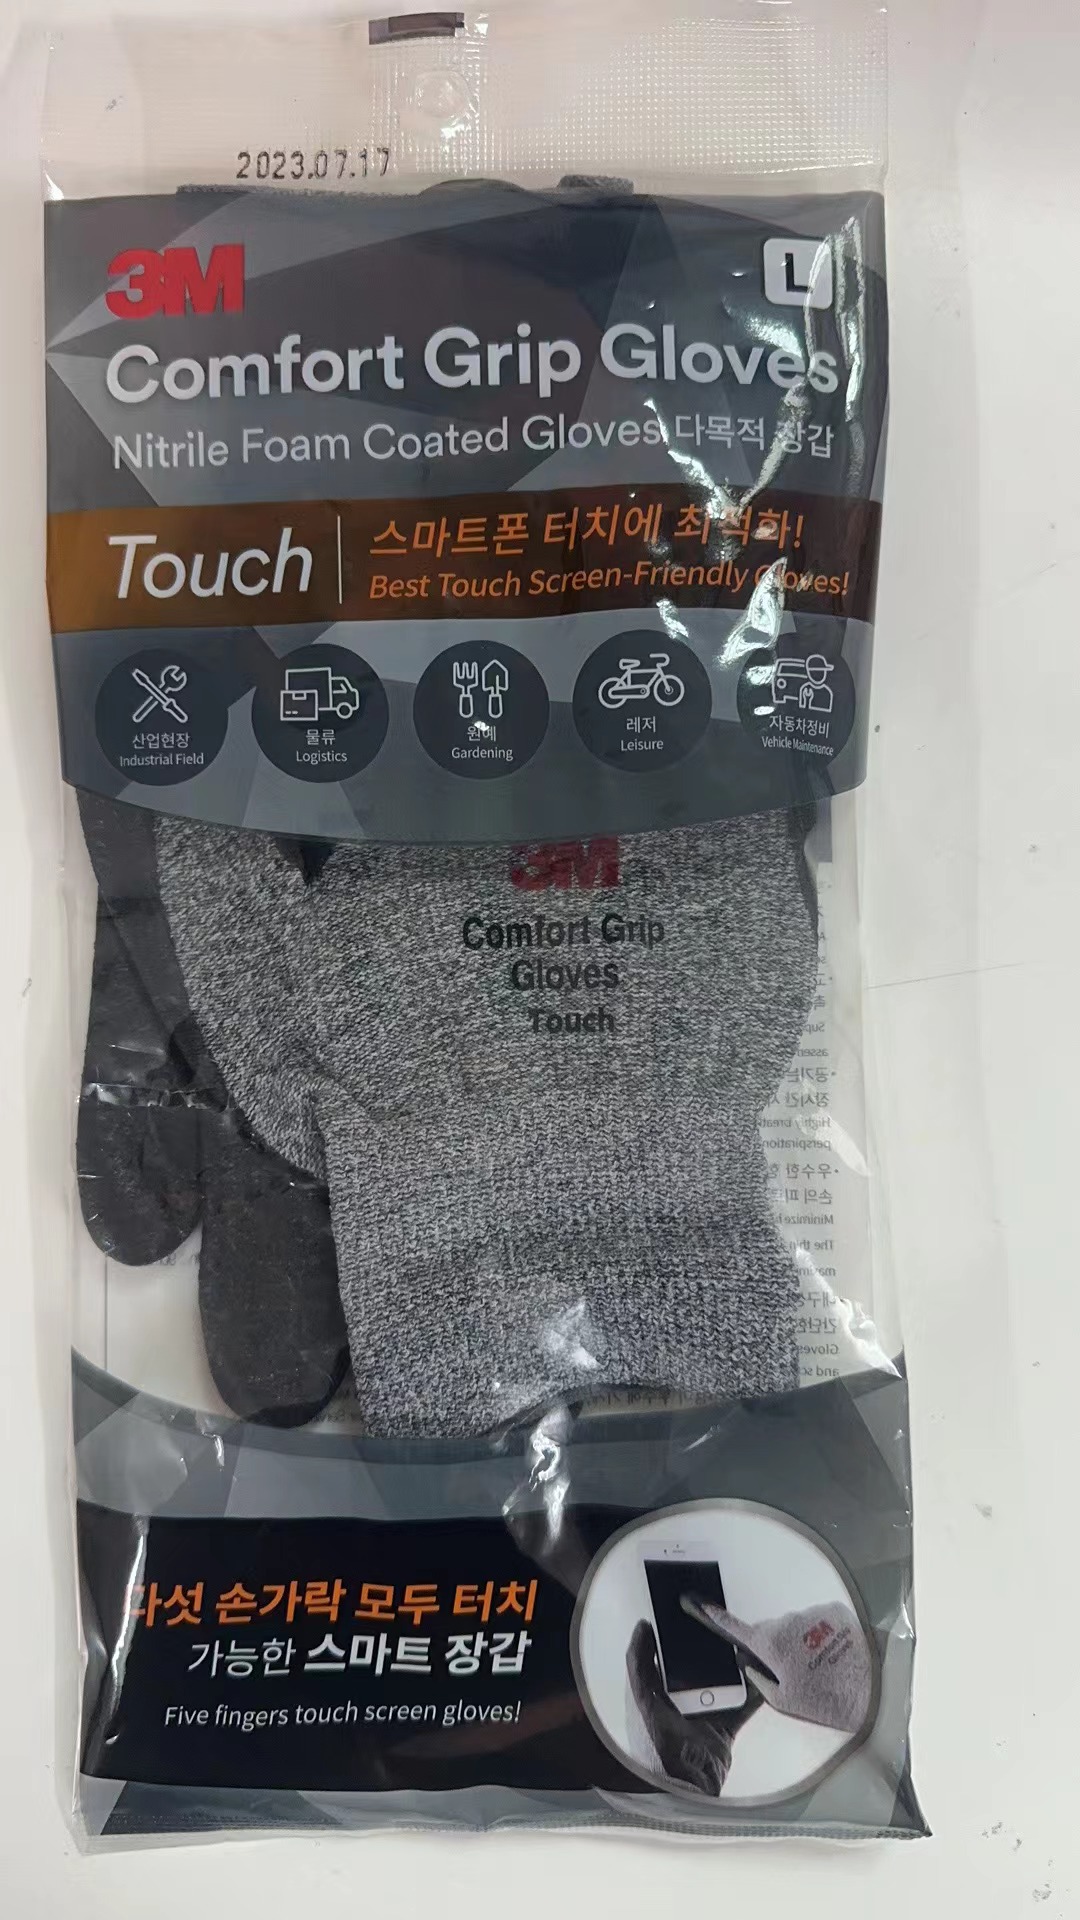 2023.07.17
3M
L
Comfort Grip Gloves
Nitrile Foam Coated Gloves 다목적 장갑
Touch
스마트폰 터치에 최적화!
Best Touch Screen-Friendly Gloves!
산업현장
Industrial Field
물류
Logistics
원예
Gardening
레저
Leisure
자동차정비
Vehicle Maintenance
3M
Comfort Grip
Gloves
Touch
다섯 손가락 모두 터치
가능한 스마트 장갑
Five fingers touch screen gloves!
3M
Comfort Grip
Gloves